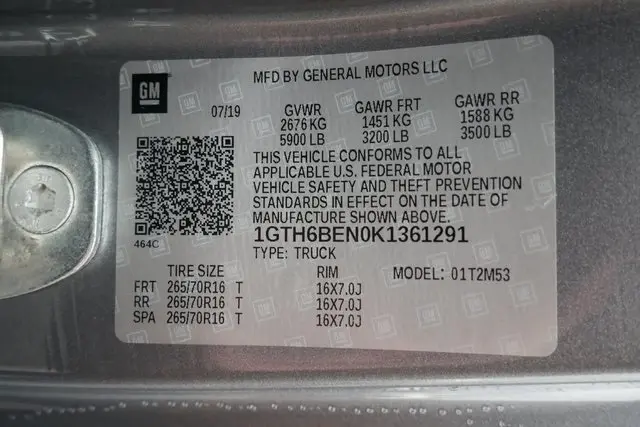 GM
MFD BY GENERAL MOTORS LLC
07/19 GVWR GAWR FRT GAWR RR
2676 KG 1451 KG 1588 KG
5900 LB 3200 LB 3500 LB
THIS VEHICLE CONFORMS TO ALL
APPLICABLE U.S. FEDERAL MOTOR
VEHICLE SAFETY AND THEFT PREVENTION
STANDARDS IN EFFECT ON THE DATE OF
MANUFACTURE SHOWN ABOVE.
464C
1GTH6BEN0K1361291
TYPE: TRUCK
TIRE SIZE RIM MODEL: 01T2M53
FRT 265/70R16 T 16X7.0J
RR 265/70R16 T 16X7.0J
SPA 265/70R16 T 16X7.0J